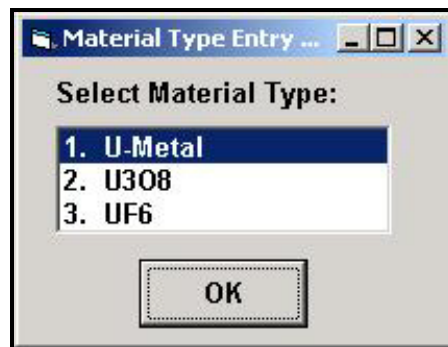 Material Type Entry ...
Select Material Type:
1. U-Metal
2. U3O8
3. UF6
OK